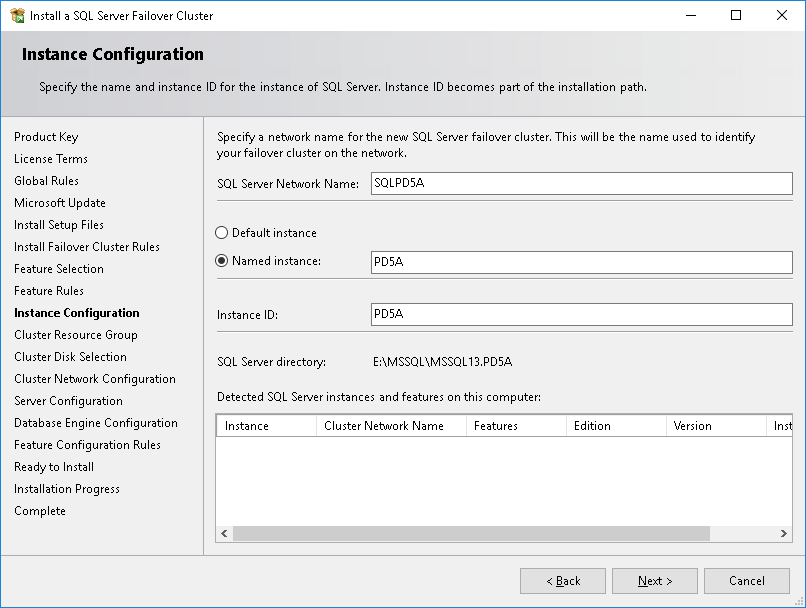 Install a SQL Server Failover Cluster
Instance Configuration
Specify the name and instance ID for the instance of SQL Server. Instance ID becomes part of the installation path.
Product Key
License Terms
Global Rules
Microsoft Update
Install Setup Files
Install Failover Cluster Rules
Feature Selection
Feature Rules
Instance Configuration
Cluster Resource Group
Cluster Disk Selection
Cluster Network Configuration
Server Configuration
Database Engine Configuration
Feature Configuration Rules
Ready to Install
Installation Progress
Complete
Specify a network name for the new SQL Server failover cluster. This will be the name used to identify
your failover cluster on the network.
SQL Server Network Name: SQLPD5A
Default instance
Named instance: PD5A
Instance ID: PD5A
SQL Server directory: E:\MSSQL\MSSQL13.PD5A
Detected SQL Server instances and features on this computer:
Instance Cluster Network Name Features Edition Version Inst
< Back Next > Cancel